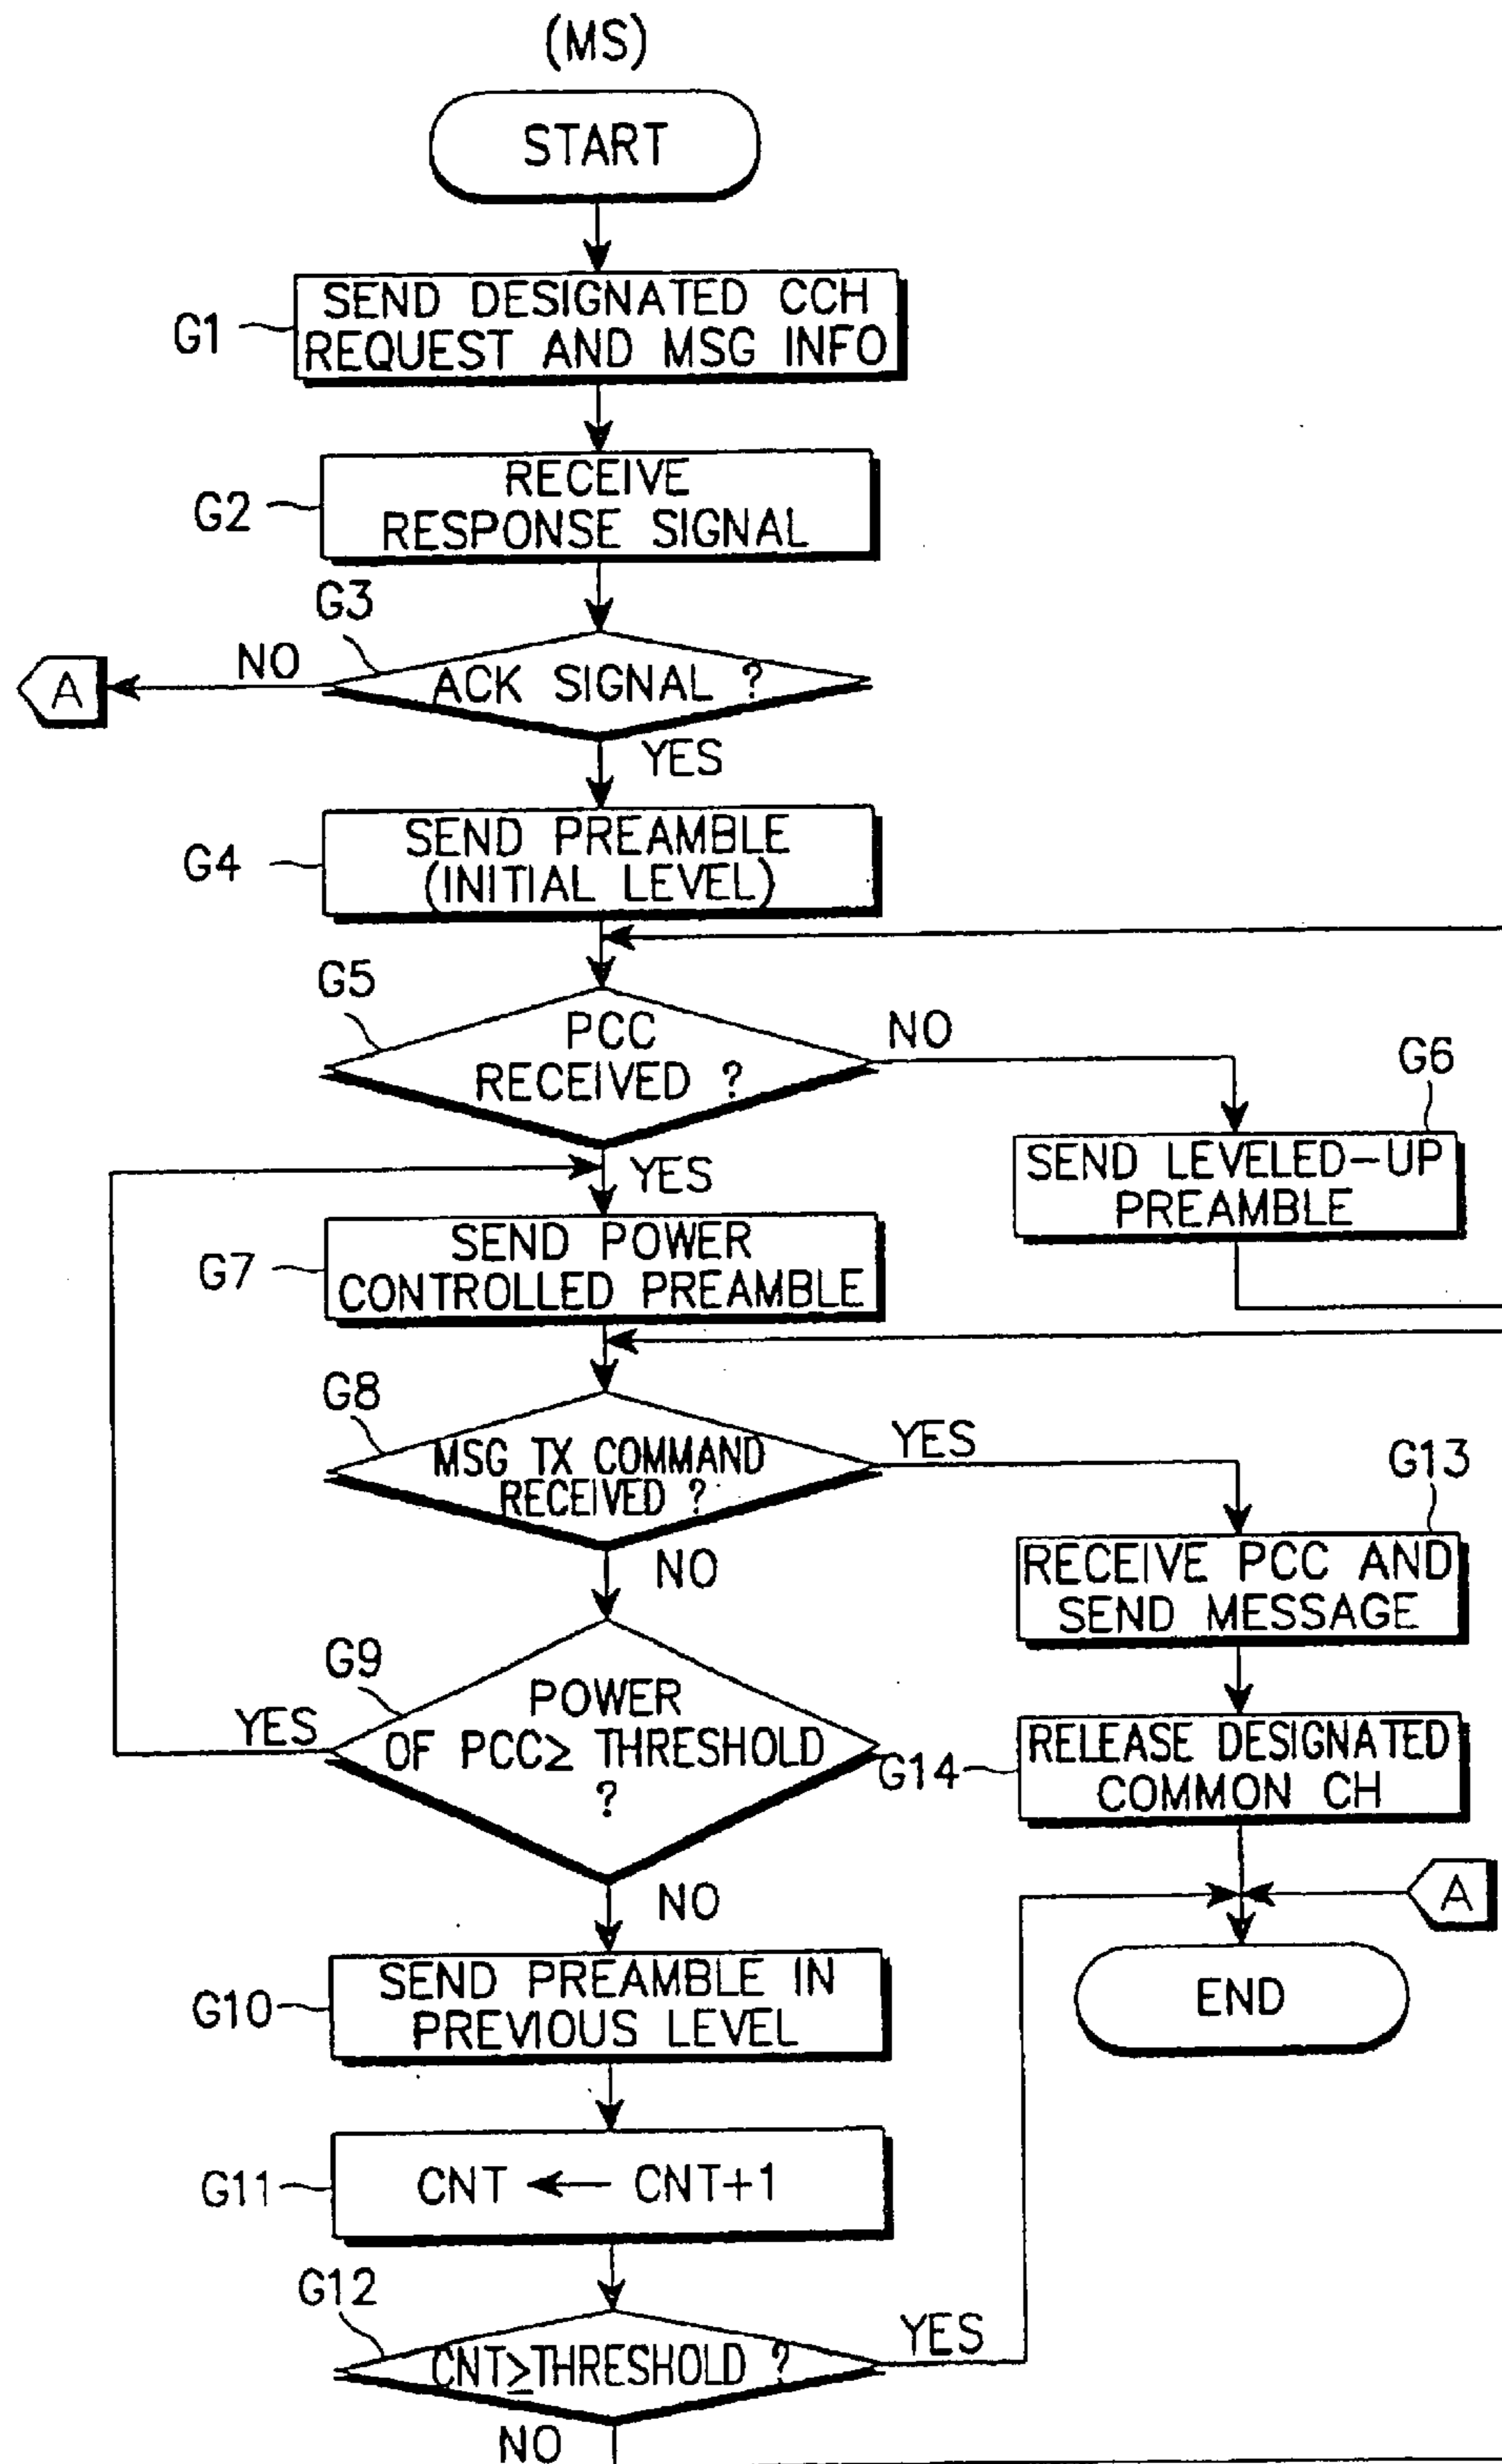 (MS)
START
G1
SEND DESIGNATED CCH
REQUEST AND MSG INFO
G2
RECEIVE
RESPONSE SIGNAL
G3
ACK SIGNAL ?
NO
A
YES
G4
SEND PREAMBLE
(INITIAL LEVEL)
G5
PCC
RECEIVED ?
NO
G6
SEND LEVELED-UP
PREAMBLE
YES
G7
SEND POWER
CONTROLLED PREAMBLE
G8
MSG TX COMMAND
RECEIVED ?
YES
G13
RECEIVE PCC AND
SEND MESSAGE
NO
G9
POWER
OF PCC≥ THRESHOLD
?
YES
G14
RELEASE DESIGNATED
COMMON CH
NO
A
END
G10
SEND PREAMBLE IN
PREVIOUS LEVEL
G11
CNT ← CNT+1
G12
CNT≥THRESHOLD ?
YES
NO